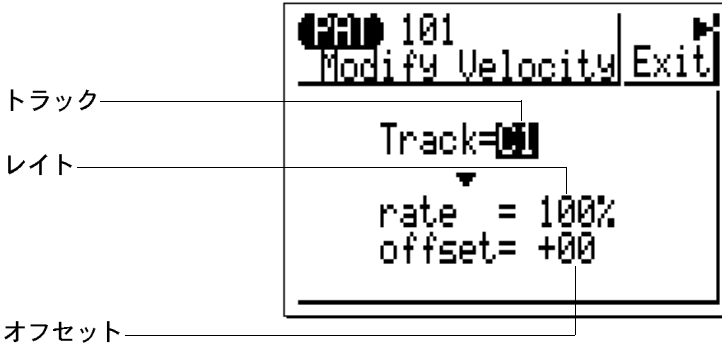 PAT 101
Modify Velocity Exit
トラック
Track=C1
レイト
rate = 100%
offset= +00
オフセット